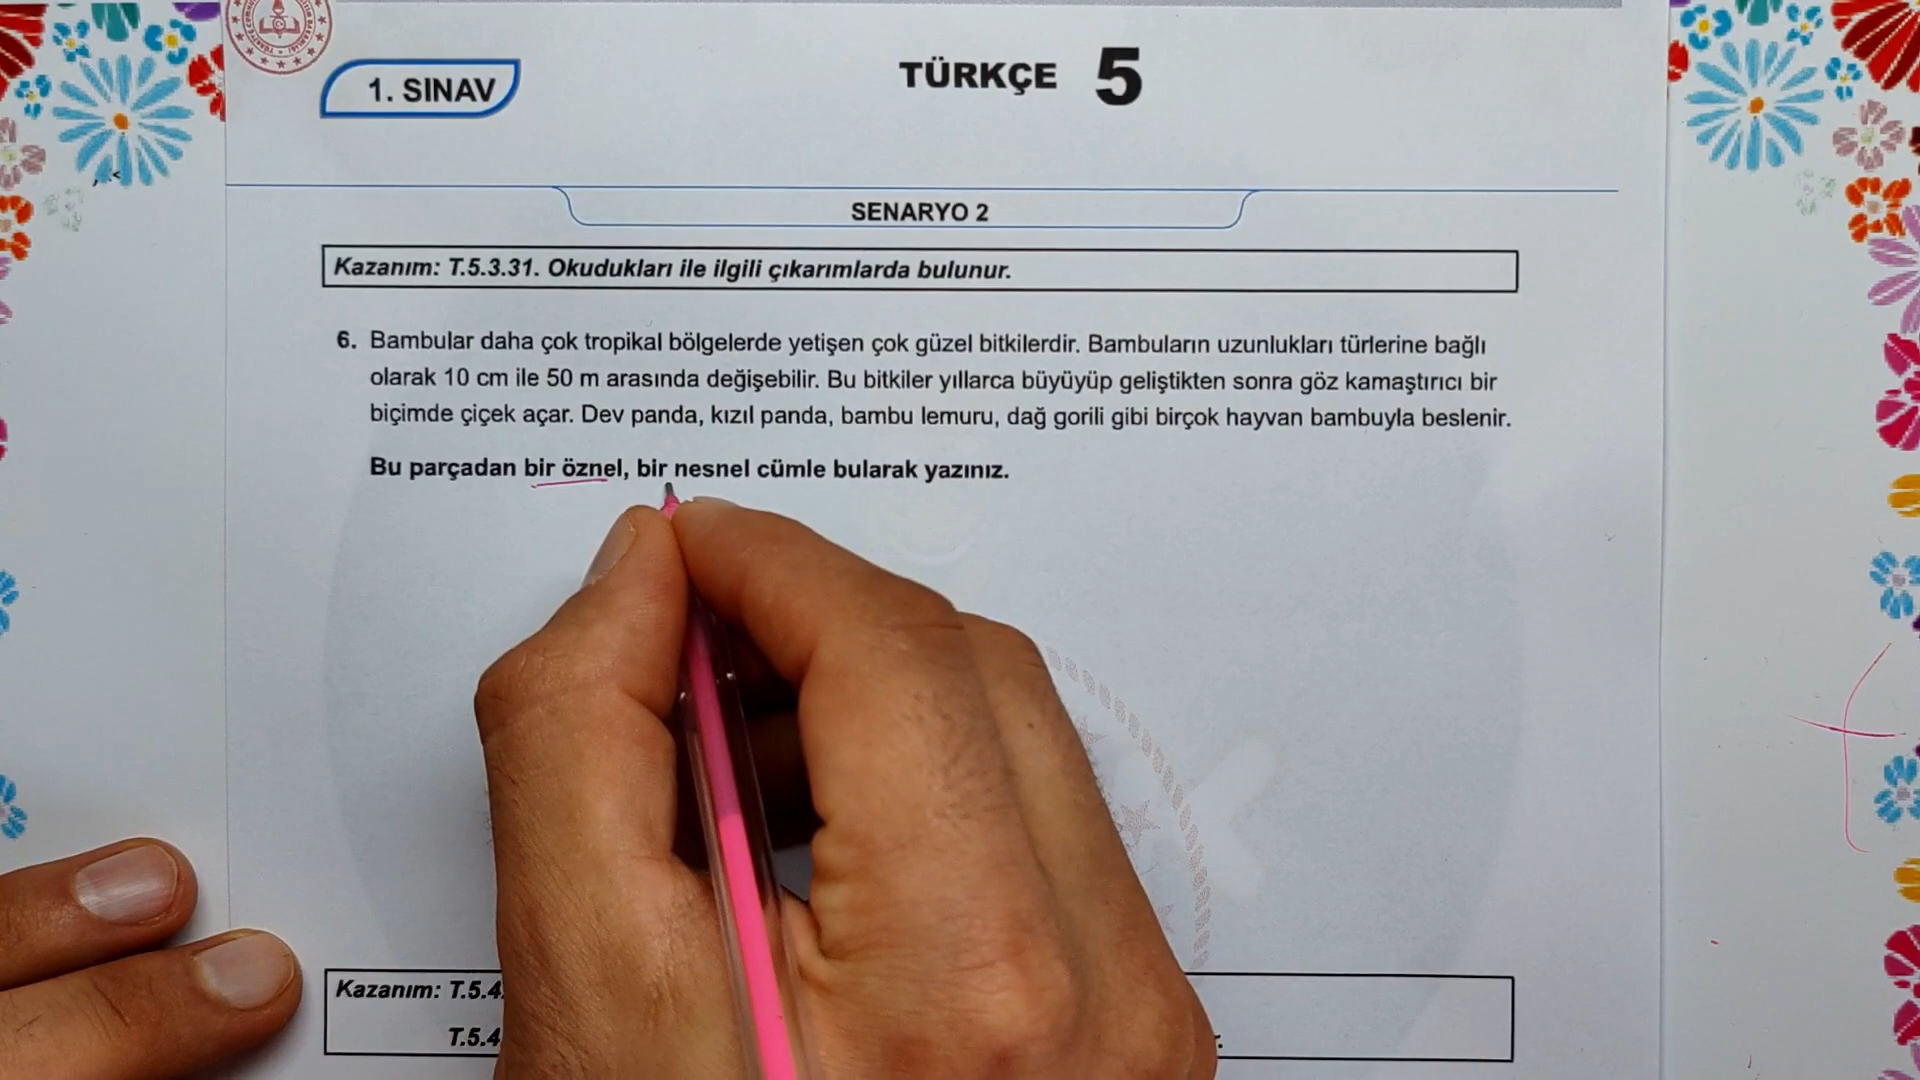 1. SINAV
TÜRKÇE 5
SENARYO 2
Kazanım: T.5.3.31. Okudukları ile ilgili çıkarımlarda bulunur.
6. Bambular daha çok tropikal bölgelerde yetişen çok güzel bitkilerdir. Bambuların uzunlukları türlerine bağlı
olarak 10 cm ile 50 m arasında değişebilir. Bu bitkiler yıllarca büyüyüp geliştikten sonra göz kamaştırıcı bir
biçimde çiçek açar. Dev panda, kızıl panda, bambu lemuru, dağ gorili gibi birçok hayvan bambuyla beslenir.
Bu parçadan bir öznel, bir nesnel cümle bularak yazınız.
Kazanım: T.5.4.
T.5.4